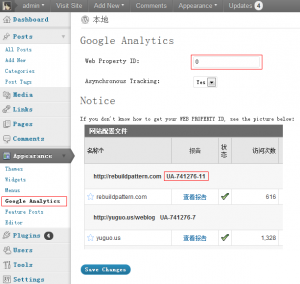 admin Visit Site Add New Comments Appearance Updates 4
Dashboard
Posts
All Posts
Add New
Categories
Post Tags
Media
Links
Pages
Comments
Appearance
Themes
Widgets
Menus
Google Analytics
Feature Posts
Editor
Plugins 4
Users
Tools
Settings
本地
Google Analytics
Web Property ID: 0
Asynchronous Tracking: Yes
Notice
If you don't know how to get your WEB PROPERTY ID, see the picture below:
网站配置文件
名称 报告 状态 访问次数
http://rebuildpattern.com UA-741276-11
rebuildpattern.com 查看报告 616
http://yuguo.us/weblog UA-741276-7
yuguo.us 查看报告 1,328
Save Changes